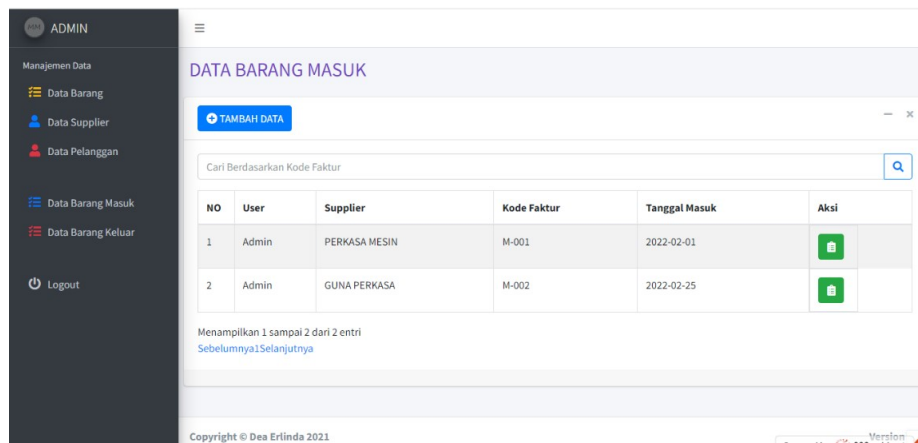 MM ADMIN
Manajemen Data
Data Barang
Data Supplier
Data Pelanggan
Data Barang Masuk
Data Barang Keluar
Logout
DATA BARANG MASUK
TAMBAH DATA
Cari Berdasarkan Kode Faktur
NO User Supplier Kode Faktur Tanggal Masuk Aksi
1 Admin PERKASA MESIN M-001 2022-02-01
2 Admin GUNA PERKASA M-002 2022-02-25
Menampilkan 1 sampai 2 dari 2 entri
Sebelumnya1Selanjutnya
Copyright © Dea Erlinda 2021
Version